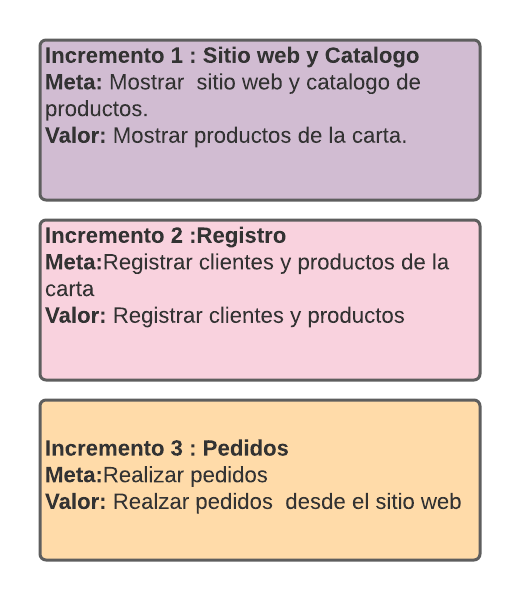 Incremento 1 : Sitio web y Catalogo
Meta: Mostrar  sitio web y catalogo de
productos.
Valor: Mostrar productos de la carta.
Incremento 2 :Registro
Meta:Registrar clientes y productos de la
carta
Valor: Registrar clientes y productos
Incremento 3 : Pedidos
Meta:Realizar pedidos
Valor: Realzar pedidos  desde el sitio web